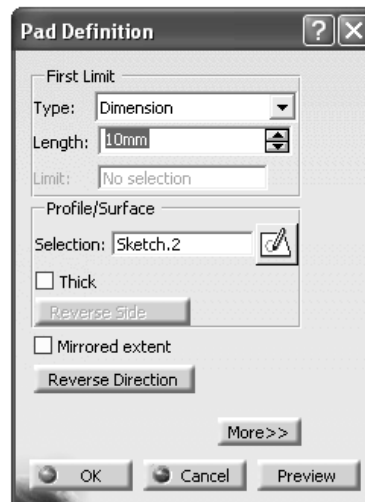 Pad Definition
First Limit
Type: Dimension
Length: 10mm
Limit: No selection
Profile/Surface
Selection: Sketch.2
Thick
Reverse Side
Mirrored extent
Reverse Direction
More>>
OK Cancel Preview